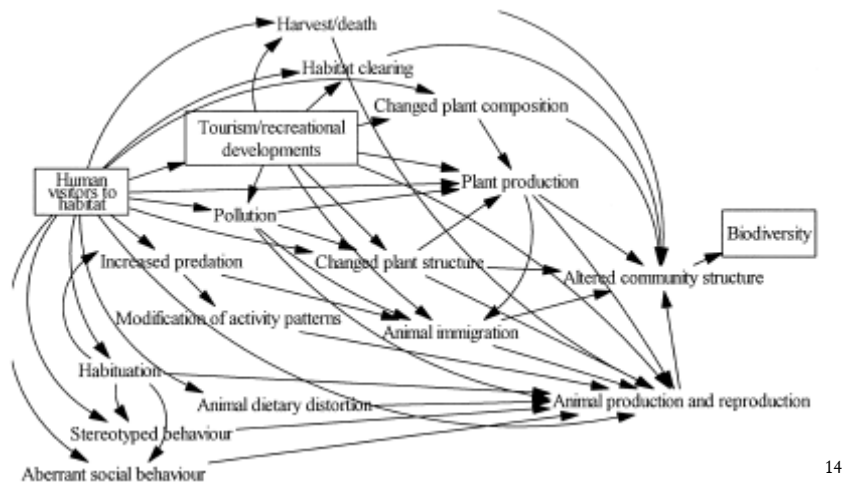 Harvest/death
Habitat clearing
Changed plant composition
Tourism/recreational
developments
Human
visitors to
habitat
Plant production
Pollution
Biodiversity
Increased predation
Changed plant structure
Altered community structure
Modification of activity patterns
Animal immigration
Habituation
Animal dietary distortion
Animal production and reproduction
Stereotyped behaviour
Aberrant social behaviour
14